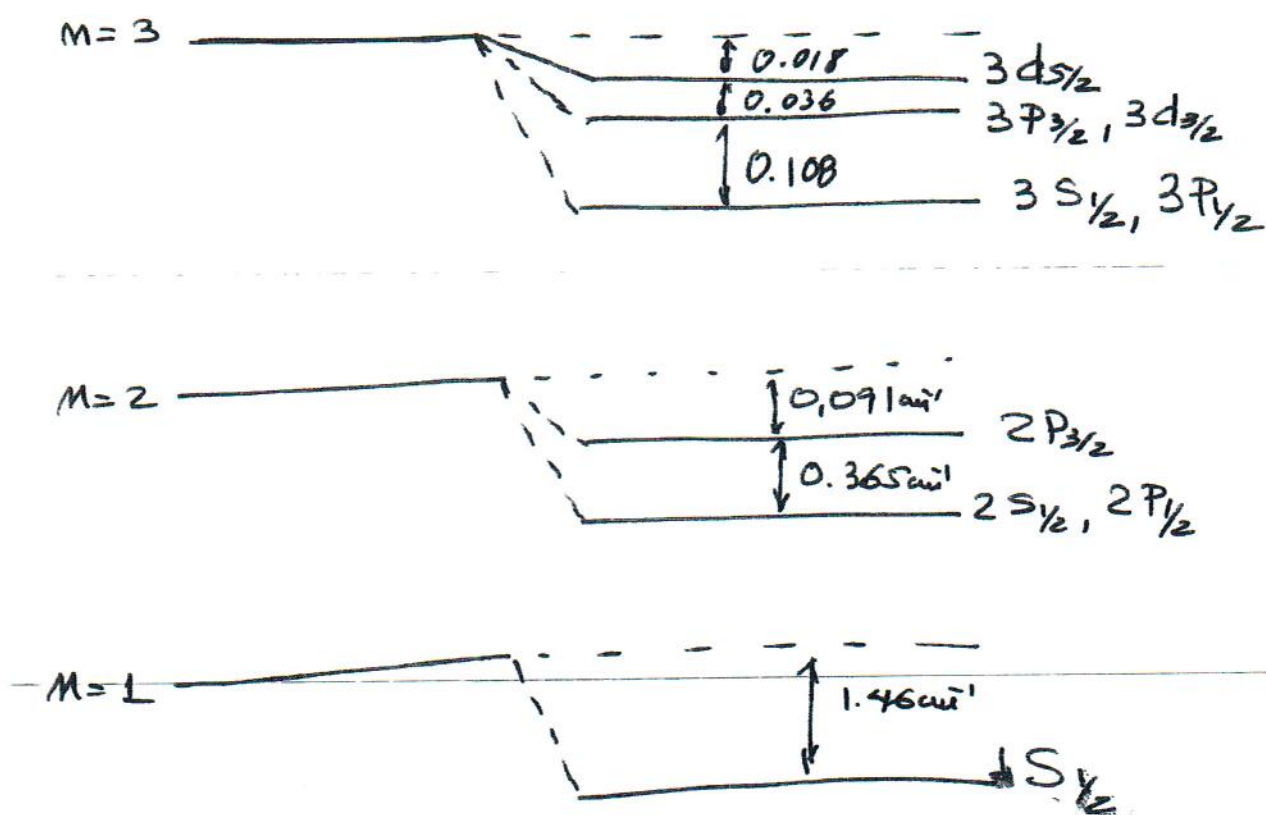 n=3
0.018
3d5/2
0.036
3P3/2, 3d3/2
0.108
3S1/2, 3P1/2
n=2
0,091cm⁻¹
2P3/2
0.365cm⁻¹
2S1/2, 2P1/2
n=1
1.46cm⁻¹
1S1/2